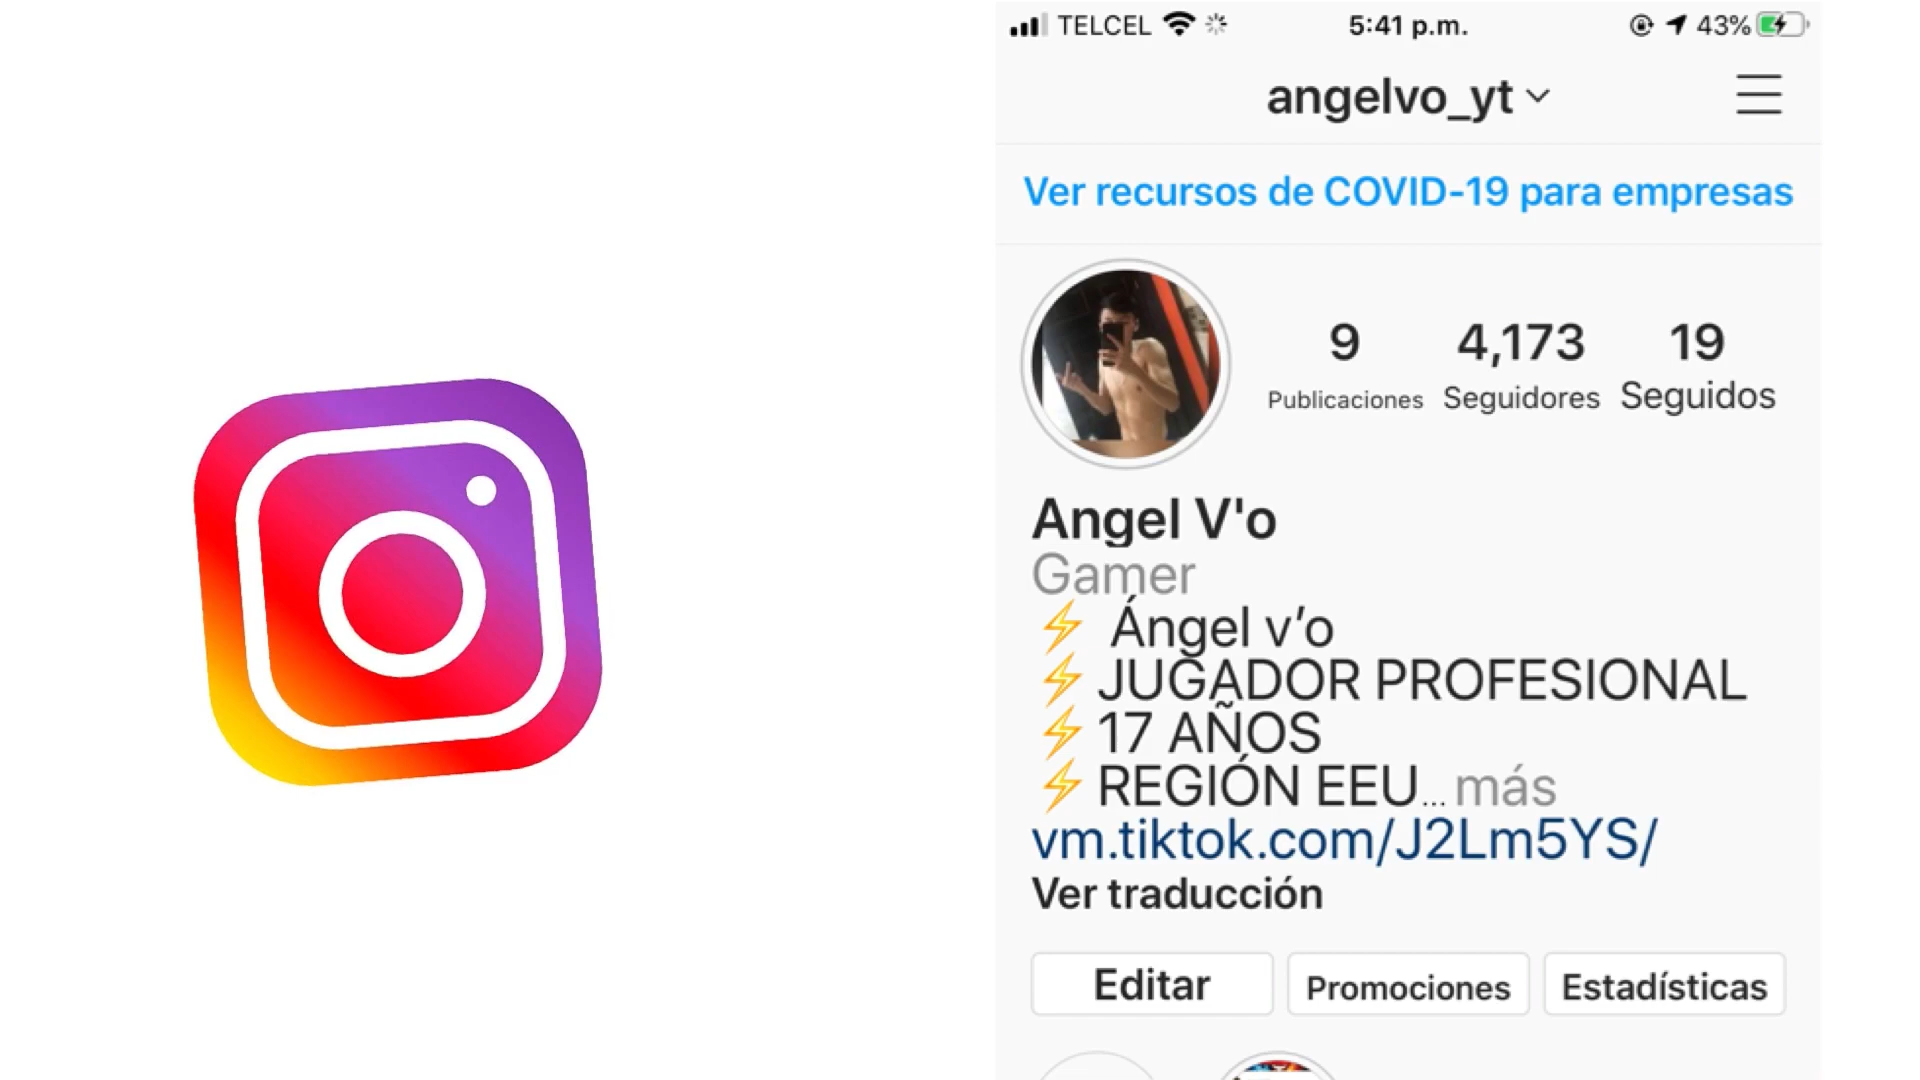 TELCEL 5:41 p.m. 43%
angelvo_yt
Ver recursos de COVID-19 para empresas
9 4,173 19
Publicaciones Seguidores Seguidos
Angel V'o
Gamer
⚡ Ángel v’o
⚡ JUGADOR PROFESIONAL
⚡ 17 AÑOS
⚡ REGIÓN EEU... más
vm.tiktok.com/J2Lm5YS/
Ver traducción
Editar Promociones Estadísticas